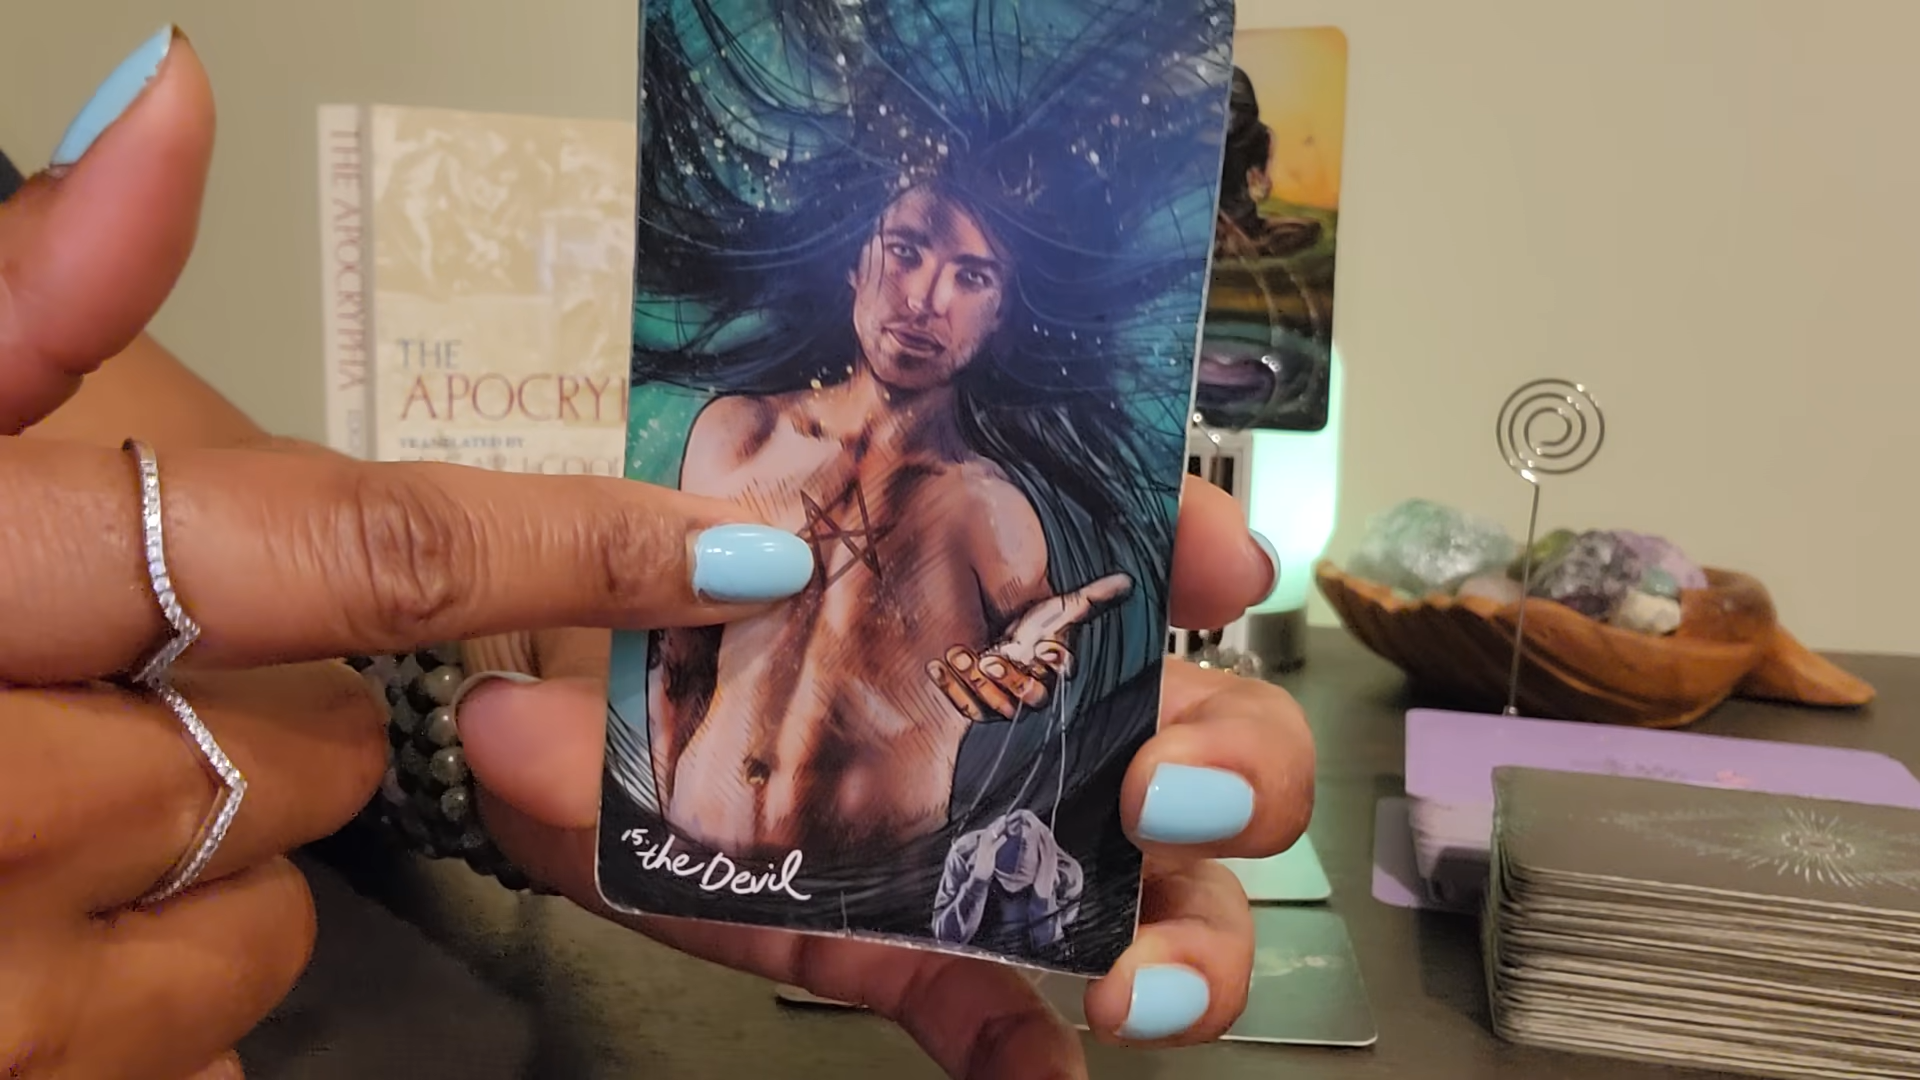 THE APOCRYPHA
THE
APOCRY
TRANSLATED BY
15.
the Devil